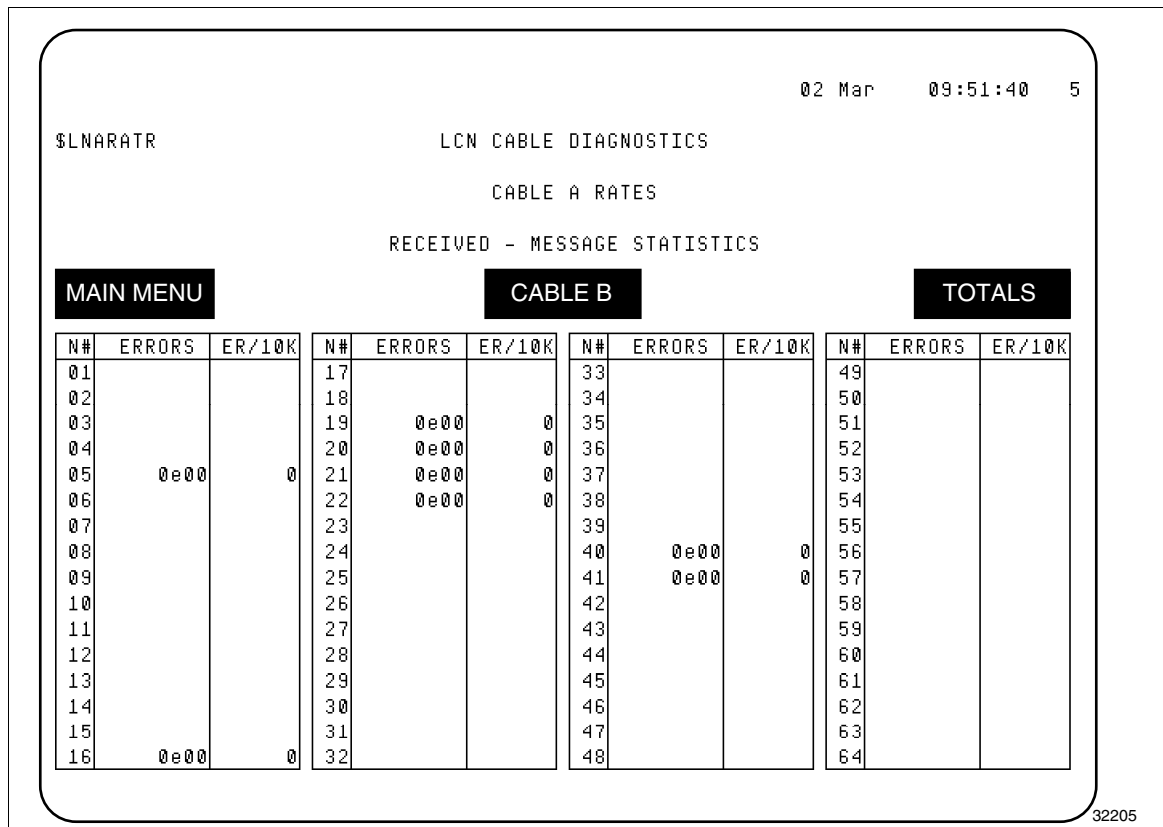 02 Mar 09:51:40 5
$LNARATR LCN CABLE DIAGNOSTICS
CABLE A RATES
RECEIVED - MESSAGE STATISTICS
MAIN MENU CABLE B TOTALS
N# ERRORS ER/10K N# ERRORS ER/10K N# ERRORS ER/10K N# ERRORS ER/10K
01 17 33 49
02 18 34 50
03 19 0e00 0 35 51
04 20 0e00 0 36 52
05 0e00 0 21 0e00 0 37 53
06 22 0e00 0 38 54
07 23 39 55
08 24 40 0e00 0 56
09 25 41 0e00 0 57
10 26 42 58
11 27 43 59
12 28 44 60
13 29 45 61
14 30 46 62
15 31 47 63
16 0e00 0 32 48 64
32205